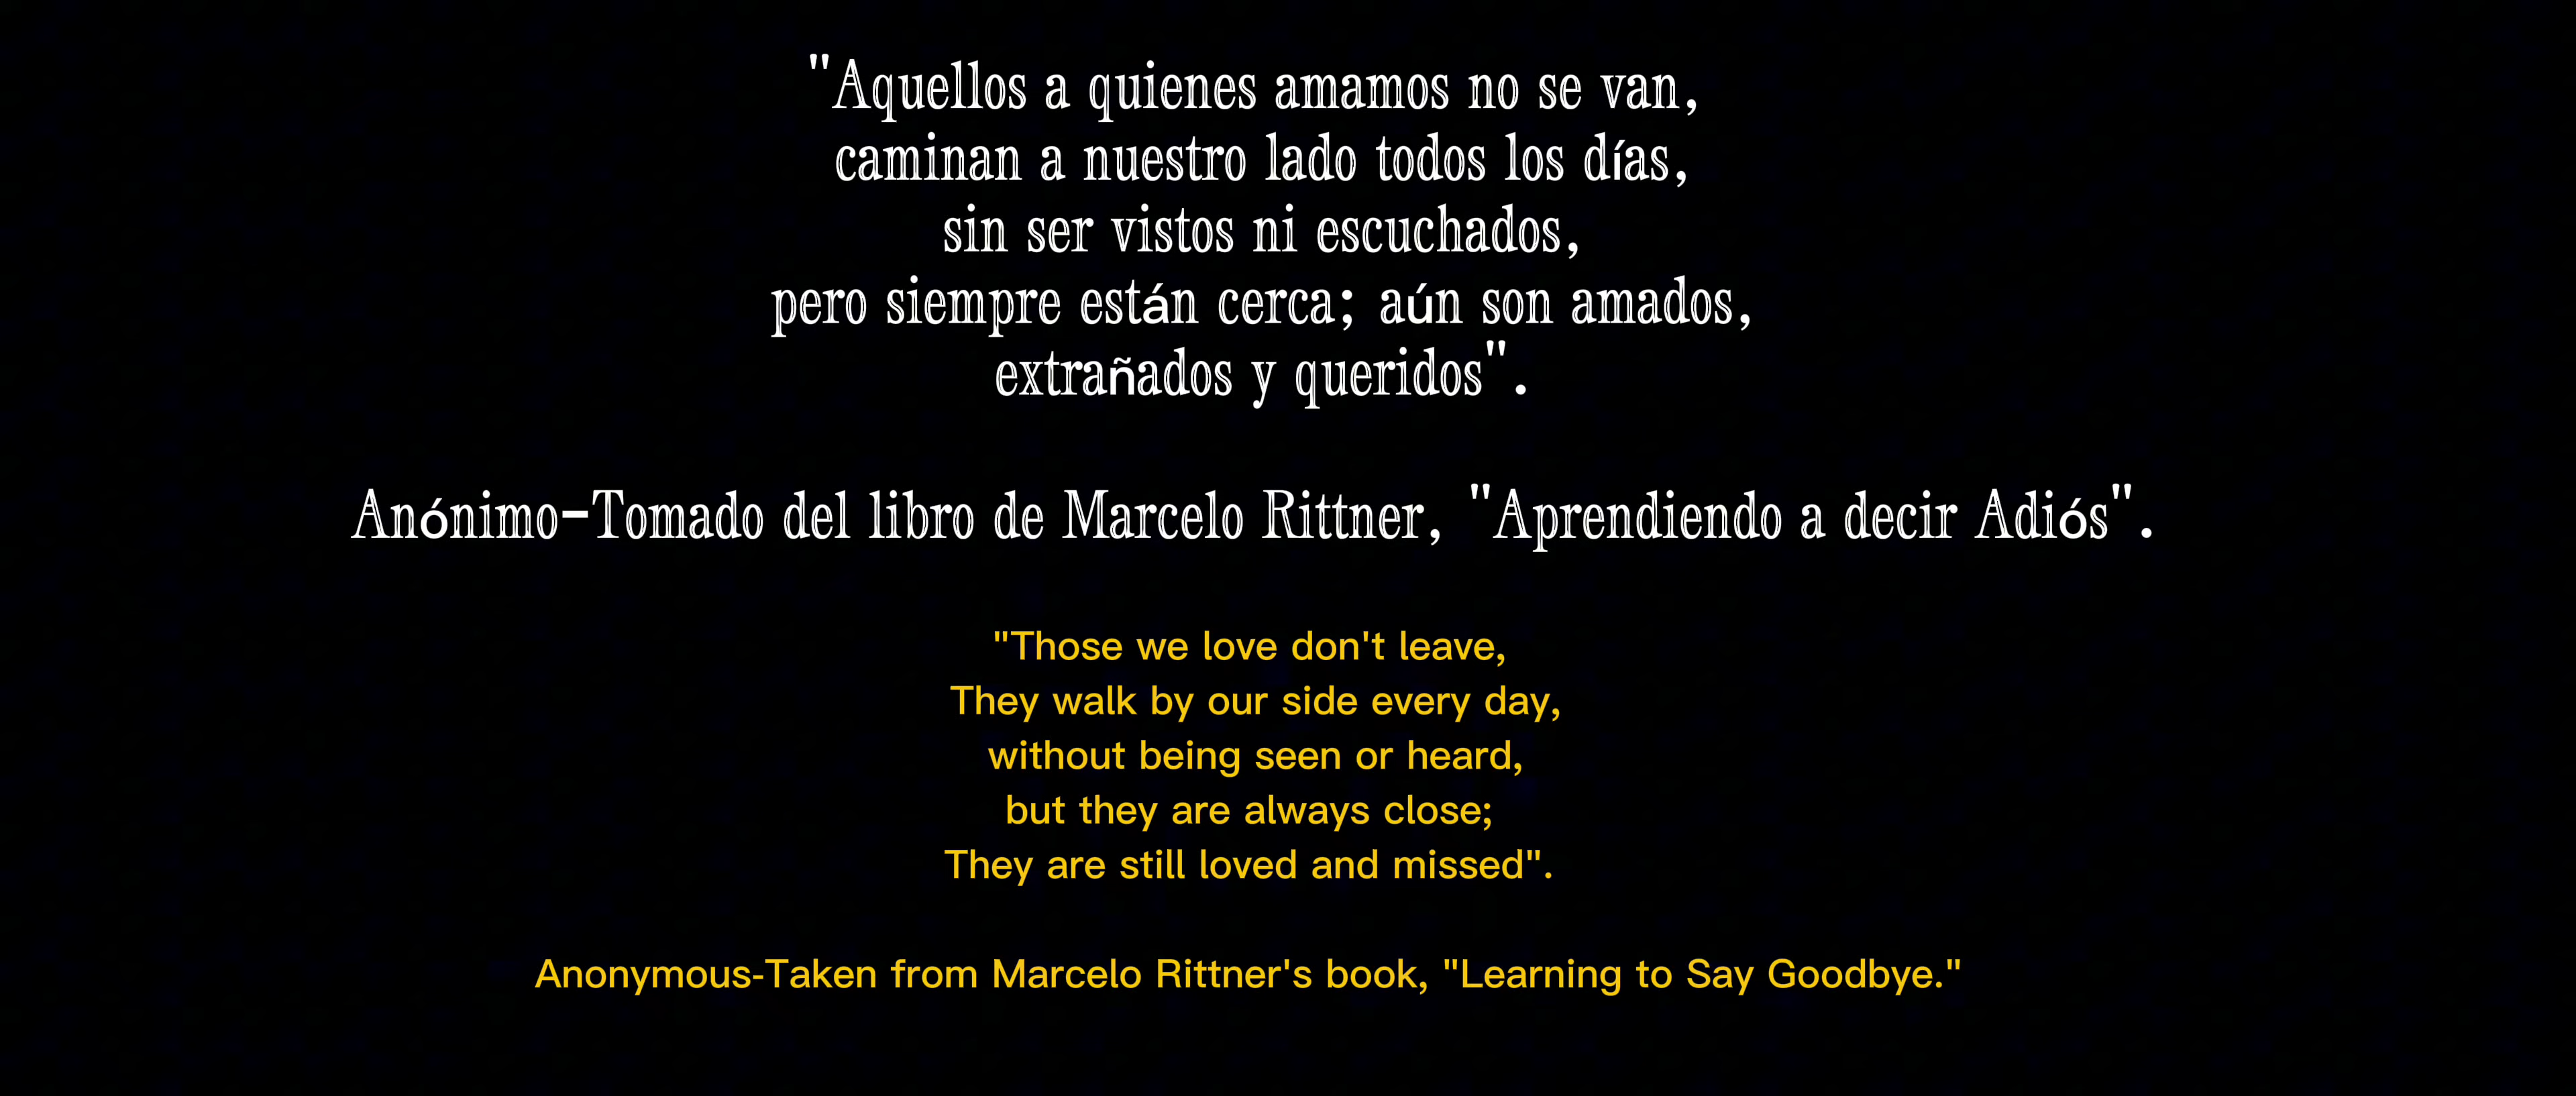 "Aquellos a quienes amamos no se van,
caminan a nuestro lado todos los días,
sin ser vistos ni escuchados,
pero siempre están cerca; aún son amados,
extrañados y queridos".
Anónimo-Tomado del libro de Marcelo Rittner, "Aprendiendo a decir Adiós".
"Those we love don't leave,
They walk by our side every day,
without being seen or heard,
but they are always close;
They are still loved and missed".
Anonymous-Taken from Marcelo Rittner's book, "Learning to Say Goodbye."